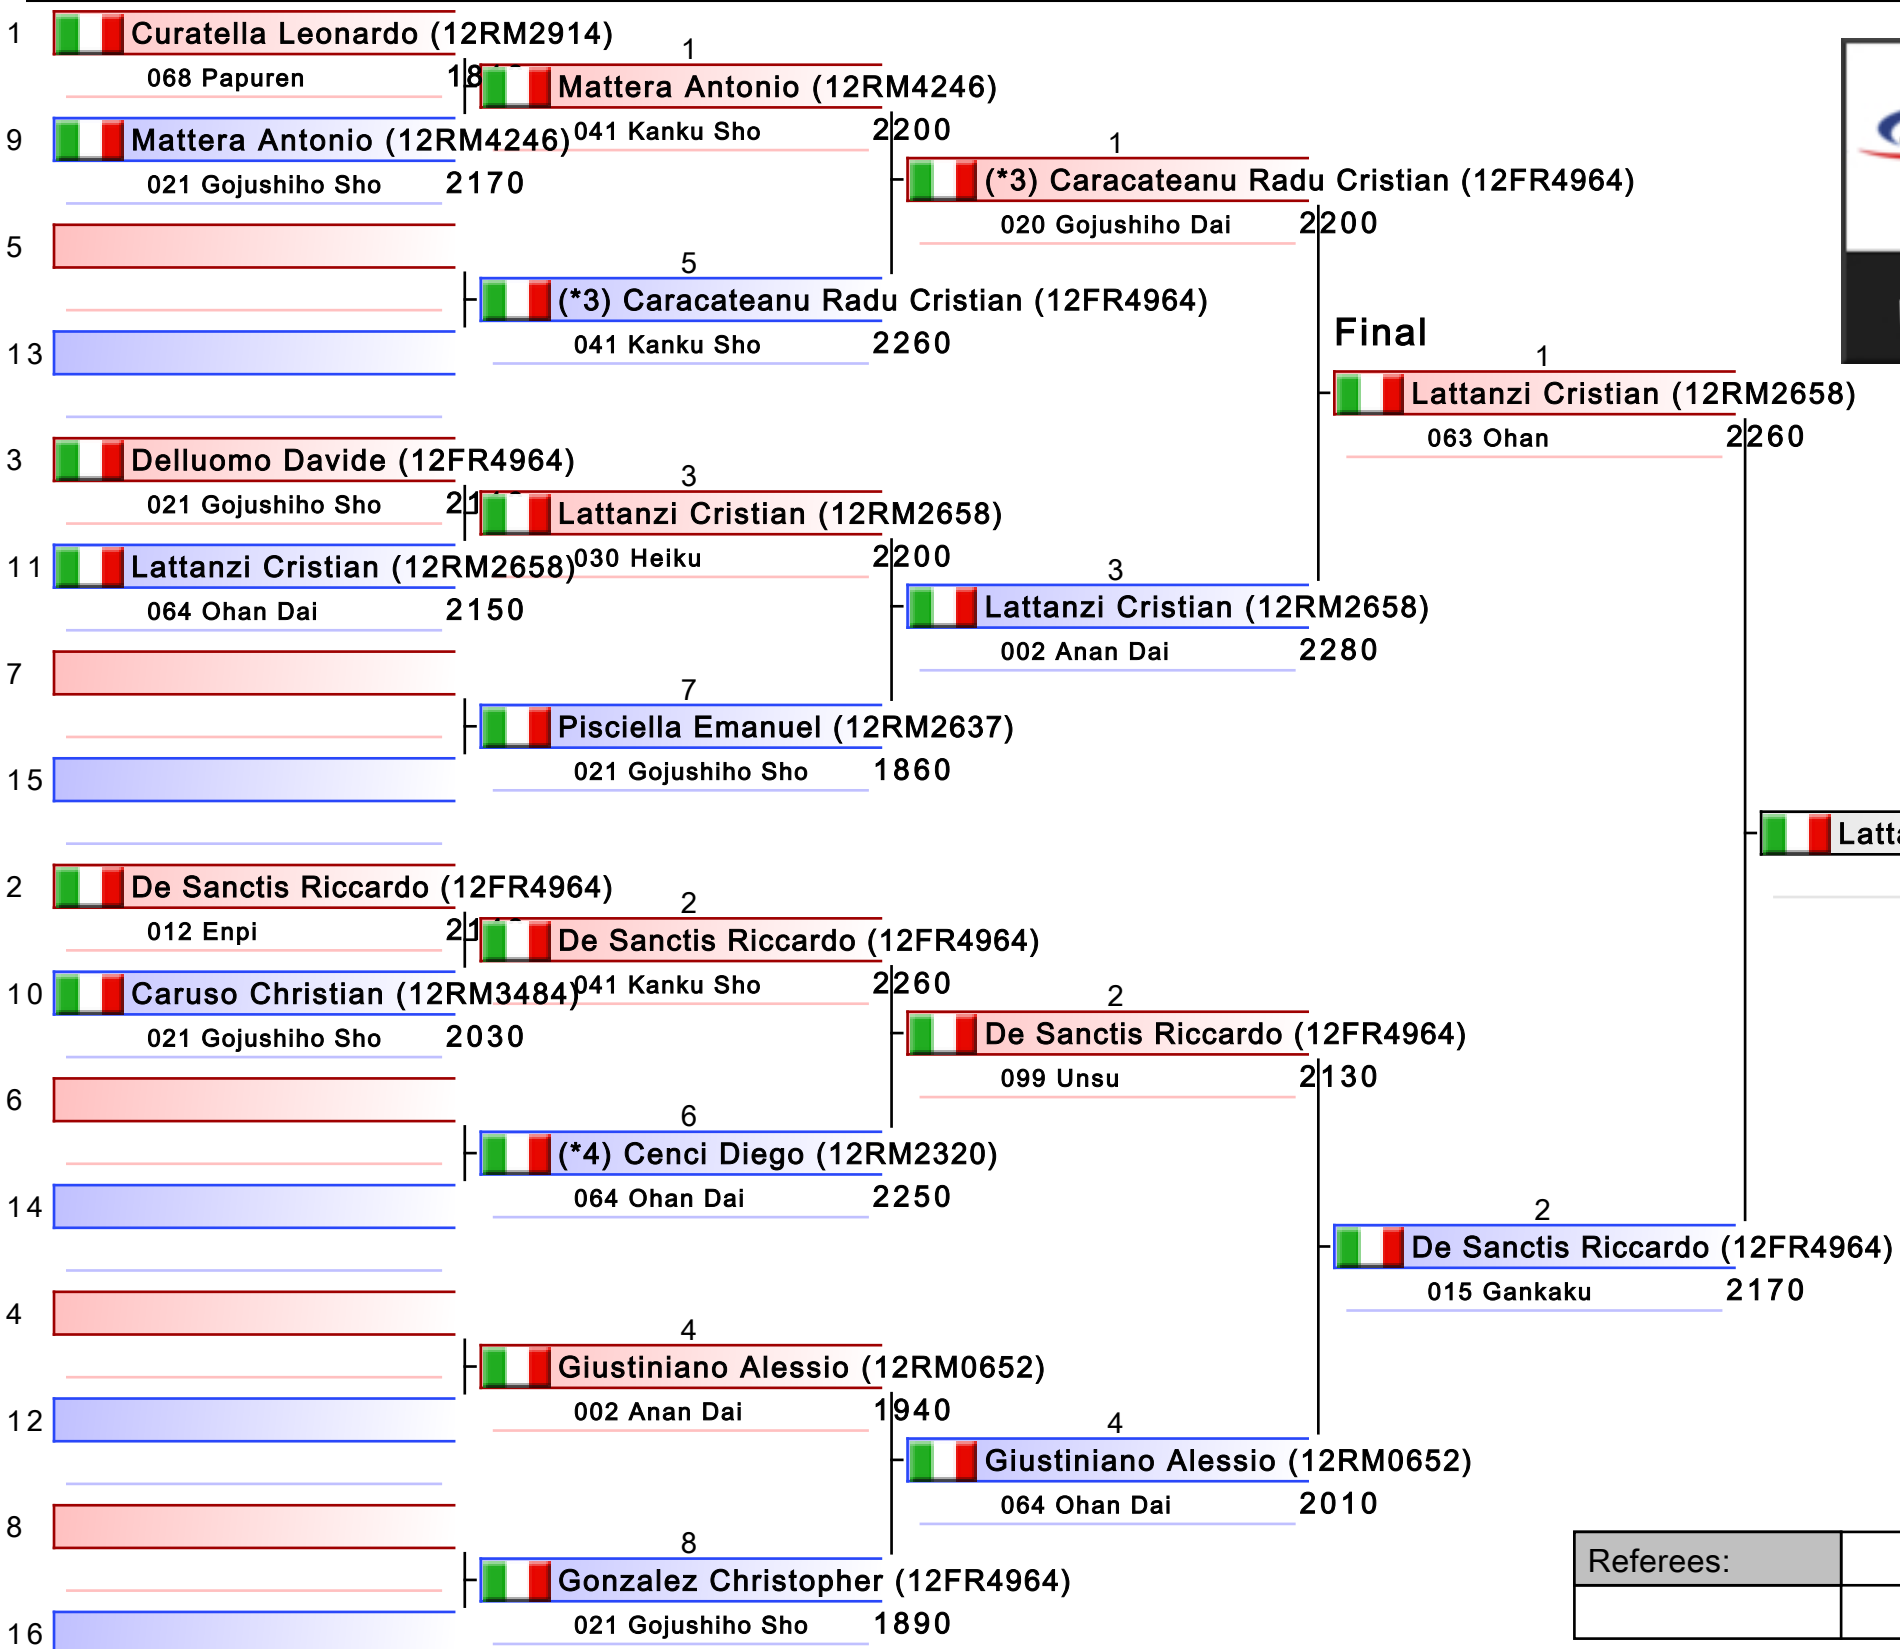 1
Curatella Leonardo (12RM2914)
068 Papuren
9
Mattera Antonio (12RM4246)
021 Gojushiho Sho 2170
5
13
3
Delluomo Davide (12FR4964)
021 Gojushiho Sho
11
Lattanzi Cristian (12RM2658)
064 Ohan Dai 2150
7
15
2
De Sanctis Riccardo (12FR4964)
012 Enpi
10
Caruso Christian (12RM3484)
021 Gojushiho Sho 2030
6
14
4
12
8
16
1
Mattera Antonio (12RM4246)
041 Kanku Sho 2200
5
(*3) Caracateanu Radu Cristian (12FR4964)
041 Kanku Sho 2260
3
Lattanzi Cristian (12RM2658)
030 Heiku 2200
7
Pisciella Emanuel (12RM2637)
021 Gojushiho Sho 1860
2
De Sanctis Riccardo (12FR4964)
041 Kanku Sho 2260
6
(*4) Cenci Diego (12RM2320)
064 Ohan Dai 2250
4
Giustiniano Alessio (12RM0652)
002 Anan Dai 1940
8
Gonzalez Christopher (12FR4964)
021 Gojushiho Sho 1890
1
(*3) Caracateanu Radu Cristian (12FR4964)
020 Gojushiho Dai 2200
3
Lattanzi Cristian (12RM2658)
002 Anan Dai 2280
2
De Sanctis Riccardo (12FR4964)
099 Unsu 2130
4
Giustiniano Alessio (12RM0652)
064 Ohan Dai 2010
Final
1
Lattanzi Cristian (12RM2658)
063 Ohan 2260
2
De Sanctis Riccardo (12FR4964)
015 Gankaku 2170
Referees: